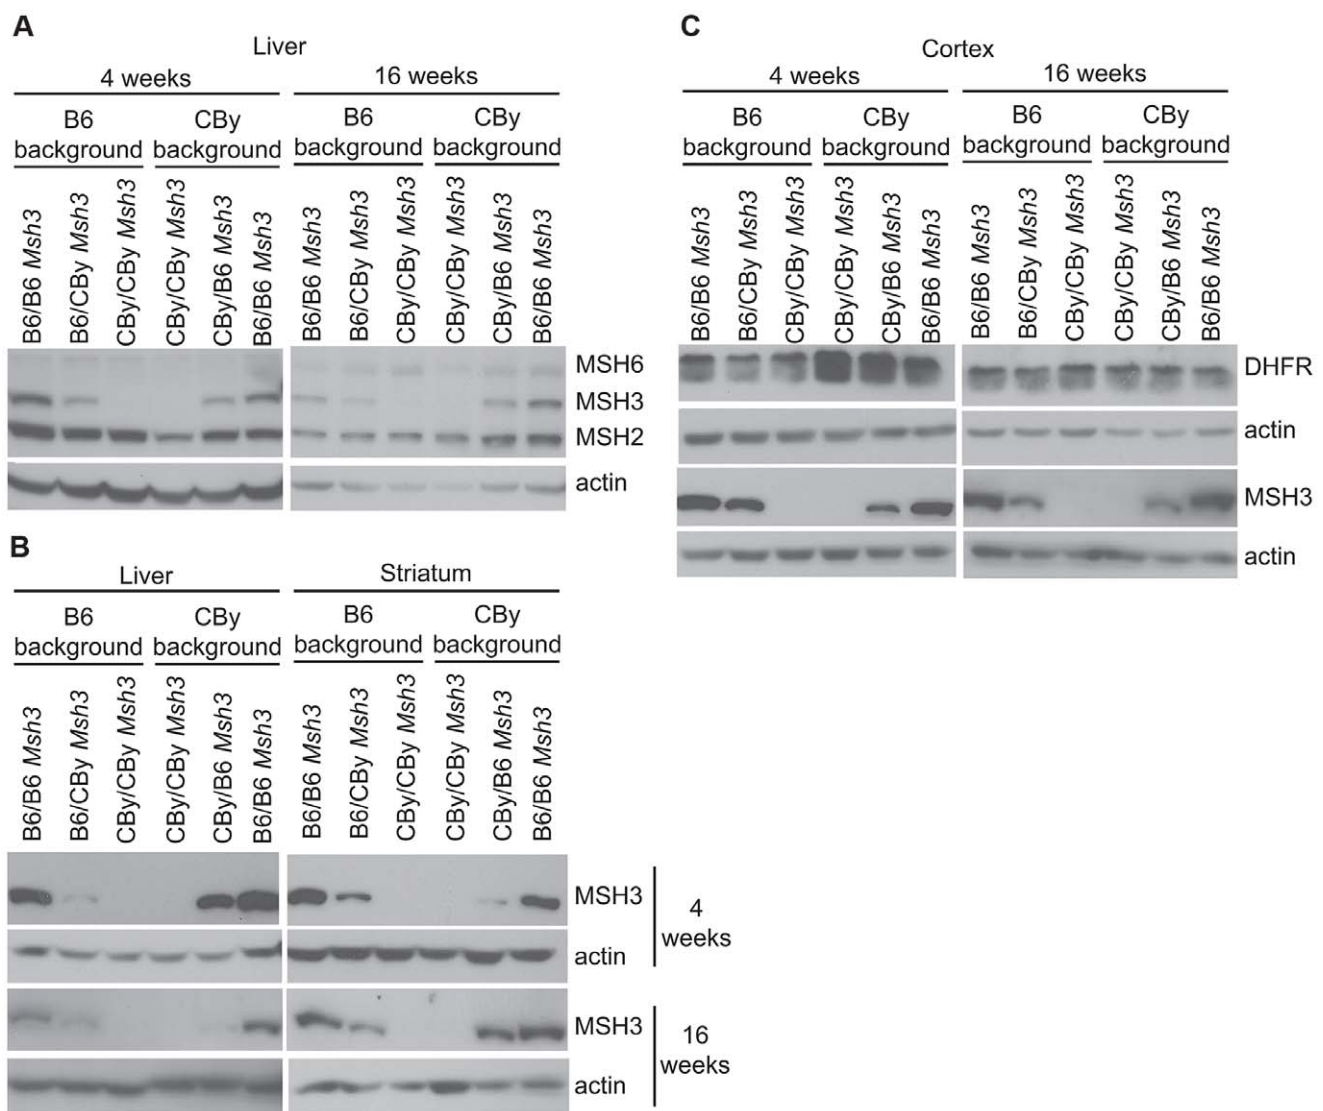 A
Liver
4 weeks
16 weeks
B6 background
CBy background
B6 background
CBy background
B6/B6 Msh3
B6/CBy Msh3
CBy/CBy Msh3
CBy/CBy Msh3
CBy/B6 Msh3
B6/B6 Msh3
B6/B6 Msh3
B6/CBy Msh3
CBy/CBy Msh3
CBy/CBy Msh3
CBy/B6 Msh3
B6/B6 Msh3
MSH6
MSH3
MSH2
actin
B
Liver
Striatum
B6 background
CBy background
B6 background
CBy background
B6/B6 Msh3
B6/CBy Msh3
CBy/CBy Msh3
CBy/CBy Msh3
CBy/B6 Msh3
B6/B6 Msh3
B6/B6 Msh3
B6/CBy Msh3
CBy/CBy Msh3
CBy/CBy Msh3
CBy/B6 Msh3
B6/B6 Msh3
MSH3
actin
4 weeks
MSH3
actin
16 weeks
C
Cortex
4 weeks
16 weeks
B6 background
CBy background
B6 background
CBy background
B6/B6 Msh3
B6/CBy Msh3
CBy/CBy Msh3
CBy/CBy Msh3
CBy/B6 Msh3
B6/B6 Msh3
B6/B6 Msh3
B6/CBy Msh3
CBy/CBy Msh3
CBy/CBy Msh3
CBy/B6 Msh3
B6/B6 Msh3
DHFR
actin
MSH3
actin